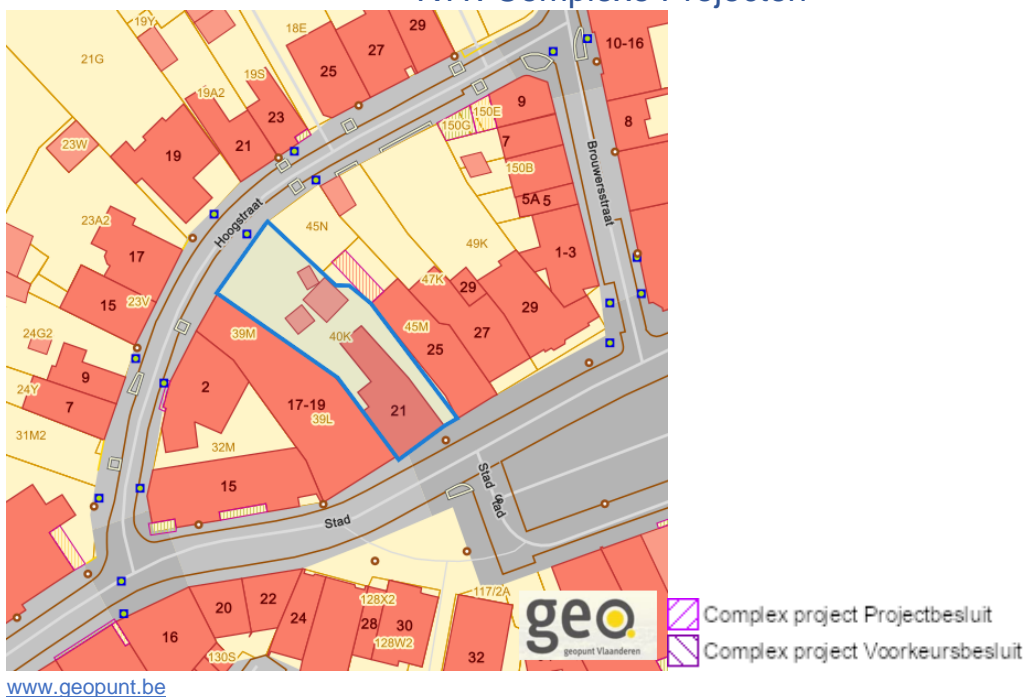 19Y
18E
29
27
10-16
21G
25
19S
19A2
9
150E
23
150G
8
23W
21
7
19
150B
Brouwersstraat
5A 5
Hoogstraat
23A2
45N
49K
1-3
17
47K
29
15
23V
29
24G2
39M
40K
45M
27
25
9
2
24Y
7
17-19
21
39L
31M2
32M
Stad
Stad
15
Stad
117/2A
128X2
20
22
24
28
30
128W2
16
130S
32
geo.
geopunt Vlaanderen
Complex project Projectbesluit
Complex project Voorkeursbesluit
www.geopunt.be